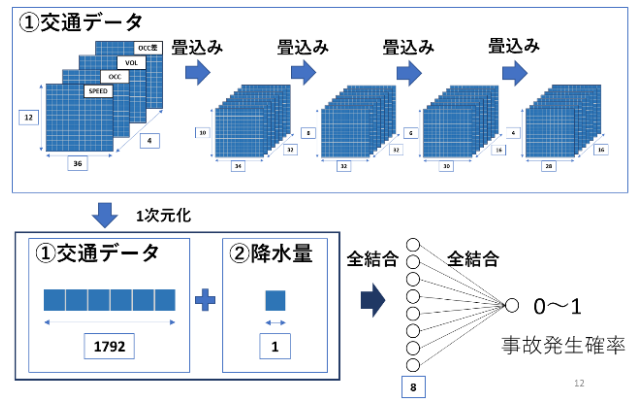 ①交通データ
OCC差
VOL
OCC
SPEED
12
36
4
畳込み
畳込み
畳込み
畳込み
10
34
32
8
32
32
6
30
16
4
28
16
1次元化
①交通データ
1792
②降水量
1
全結合
全結合
8
0～1
事故発生確率
12